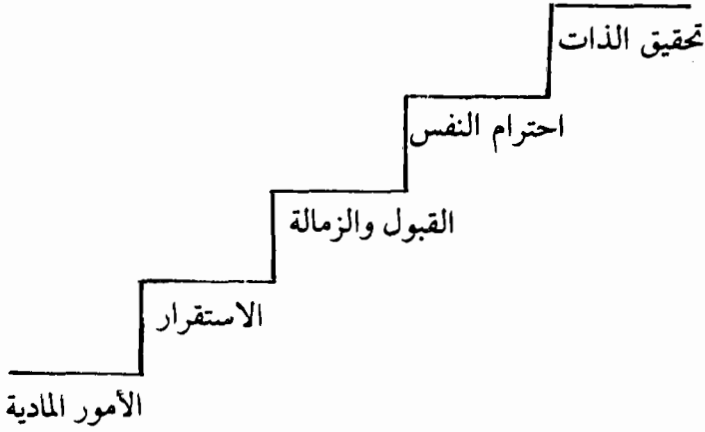 تحقيق الذات
احترام النفس
القبول والزمالة
الاستقرار
الأمور المادية